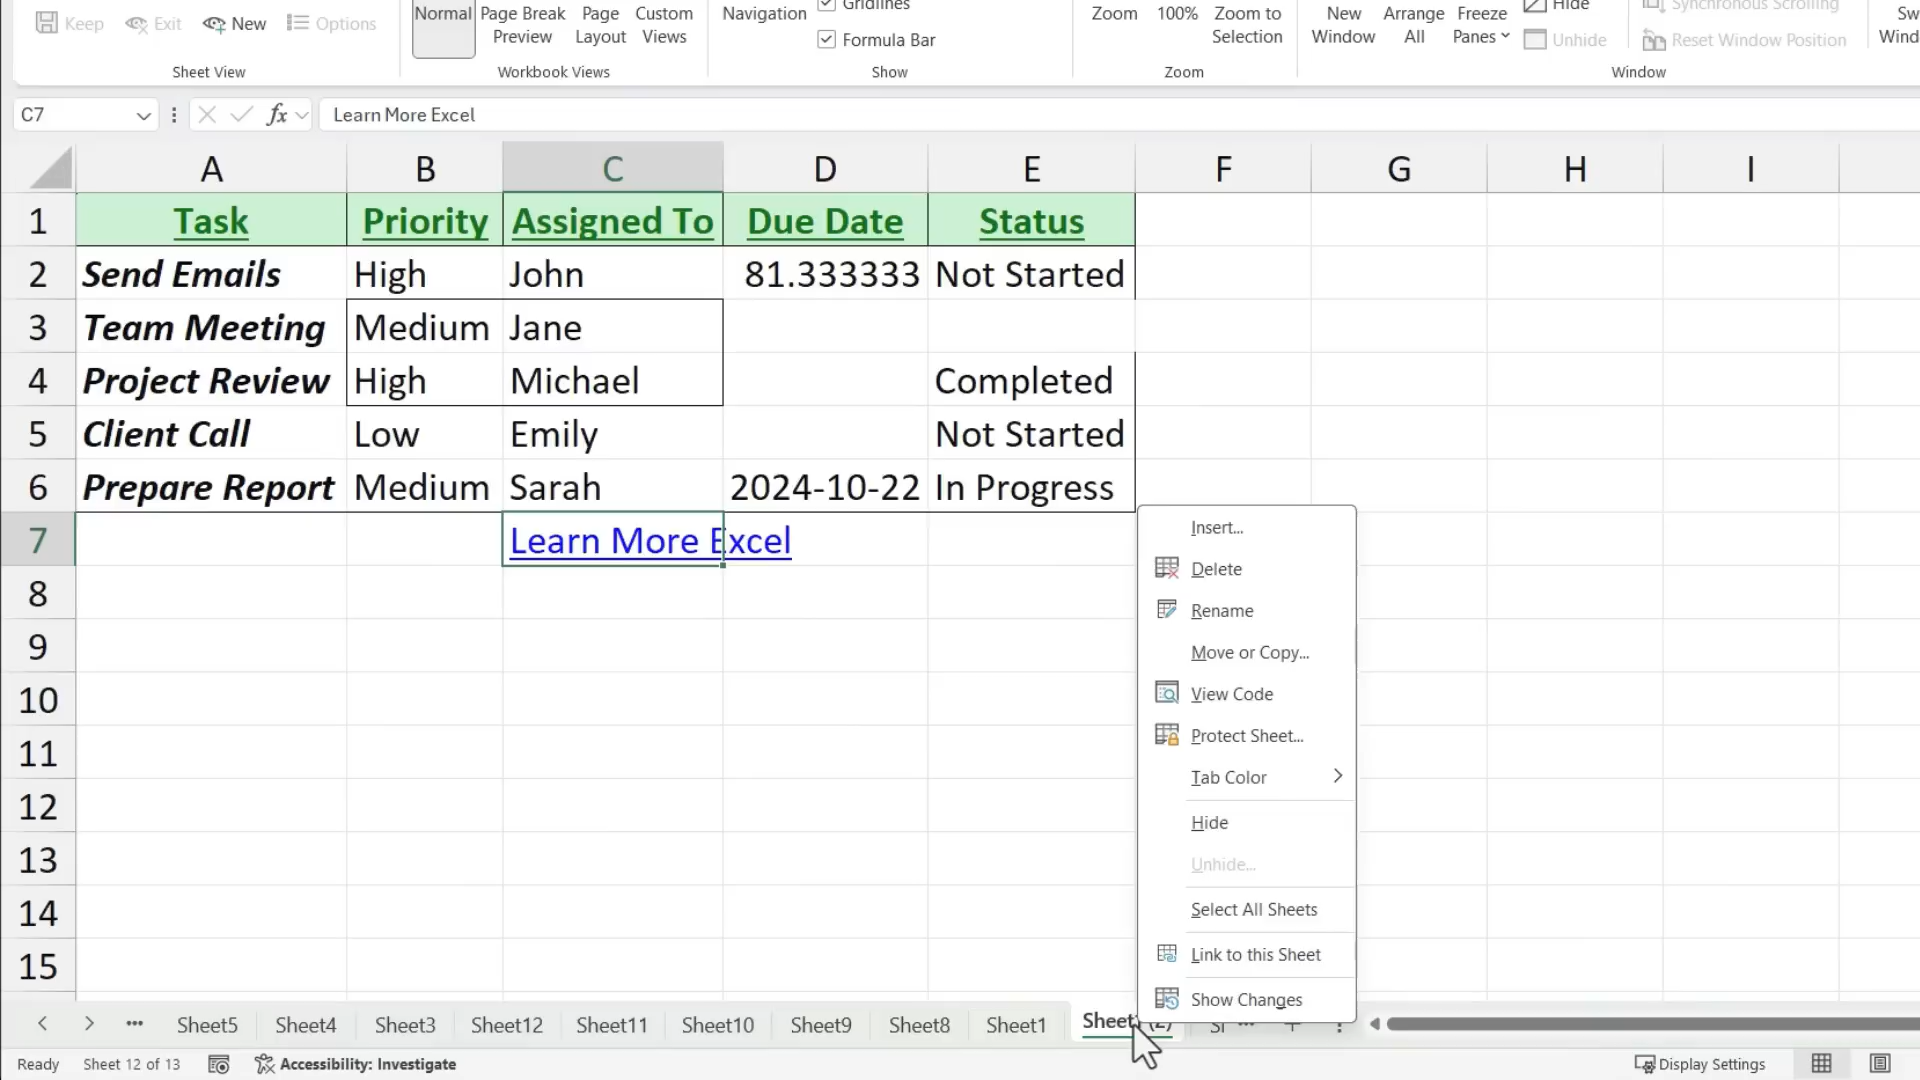 Keep Exit New Options
Sheet View
Normal Page Break Preview Page Layout Custom Views
Workbook Views
Navigation Gridlines
Formula Bar
Show
Zoom 100% Zoom to Selection
Zoom
New Window Arrange All Freeze Panes Hide
Unhide
Synchronous Scrolling
Reset Window Position
Window
C7 fx Learn More Excel
A B C D E F G H I
1 Task Priority Assigned To Due Date Status
2 Send Emails High John 81.333333 Not Started
3 Team Meeting Medium Jane
4 Project Review High Michael Completed
5 Client Call Low Emily Not Started
6 Prepare Report Medium Sarah 2024-10-22 In Progress
7 Learn More Excel
8
9
10
11
12
13
14
15
Insert...
Delete
Rename
Move or Copy...
View Code
Protect Sheet...
Tab Color
Hide
Unhide...
Select All Sheets
Link to this Sheet
Show Changes
Sheet5 Sheet4 Sheet3 Sheet12 Sheet11 Sheet10 Sheet9 Sheet8 Sheet1
Ready Sheet 12 of 13 Accessibility: Investigate Display Settings